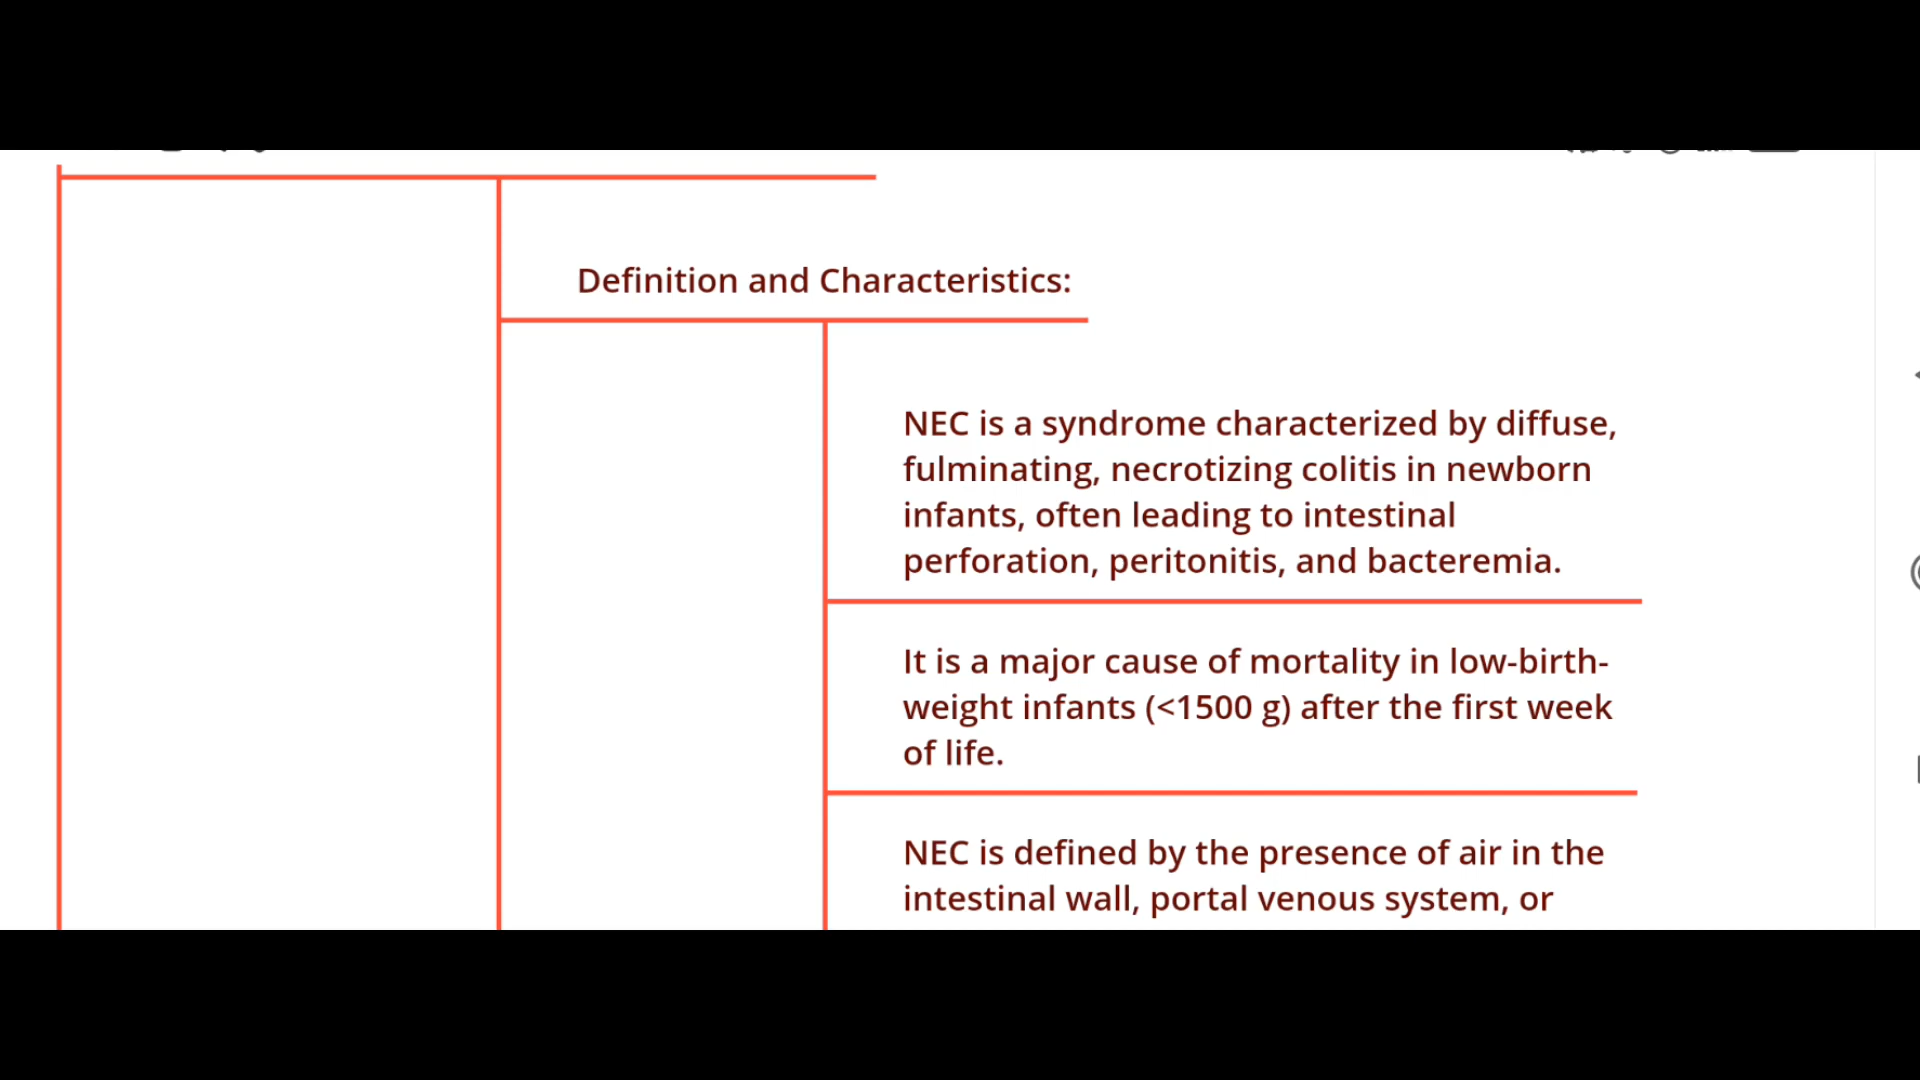 Definition and Characteristics:
NEC is a syndrome characterized by diffuse,
fulminating, necrotizing colitis in newborn
infants, often leading to intestinal
perforation, peritonitis, and bacteremia.
It is a major cause of mortality in low-birth-
weight infants (<1500 g) after the first week
of life.
NEC is defined by the presence of air in the
intestinal wall, portal venous system, or